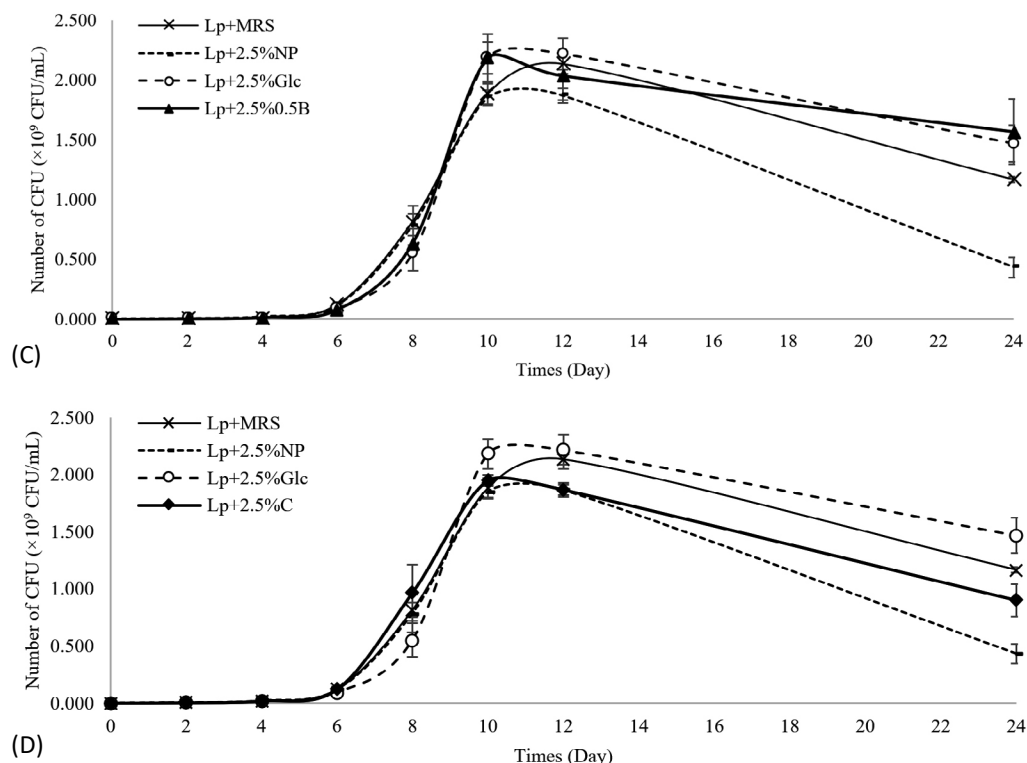 2.500
2.000
1.500
1.000
0.500
0.000
Number of CFU (×10⁹ CFU/mL)
Lp+MRS
Lp+2.5%NP
Lp+2.5%Glc
Lp+2.5%0.5B
0 2 4 6 8 10 12 14 16 18 20 22 24
(C)
Times (Day)
2.500
2.000
1.500
1.000
0.500
0.000
Number of CFU (×10⁹ CFU/mL)
Lp+MRS
Lp+2.5%NP
Lp+2.5%Glc
Lp+2.5%C
0 2 4 6 8 10 12 14 16 18 20 22 24
(D)
Times (Day)